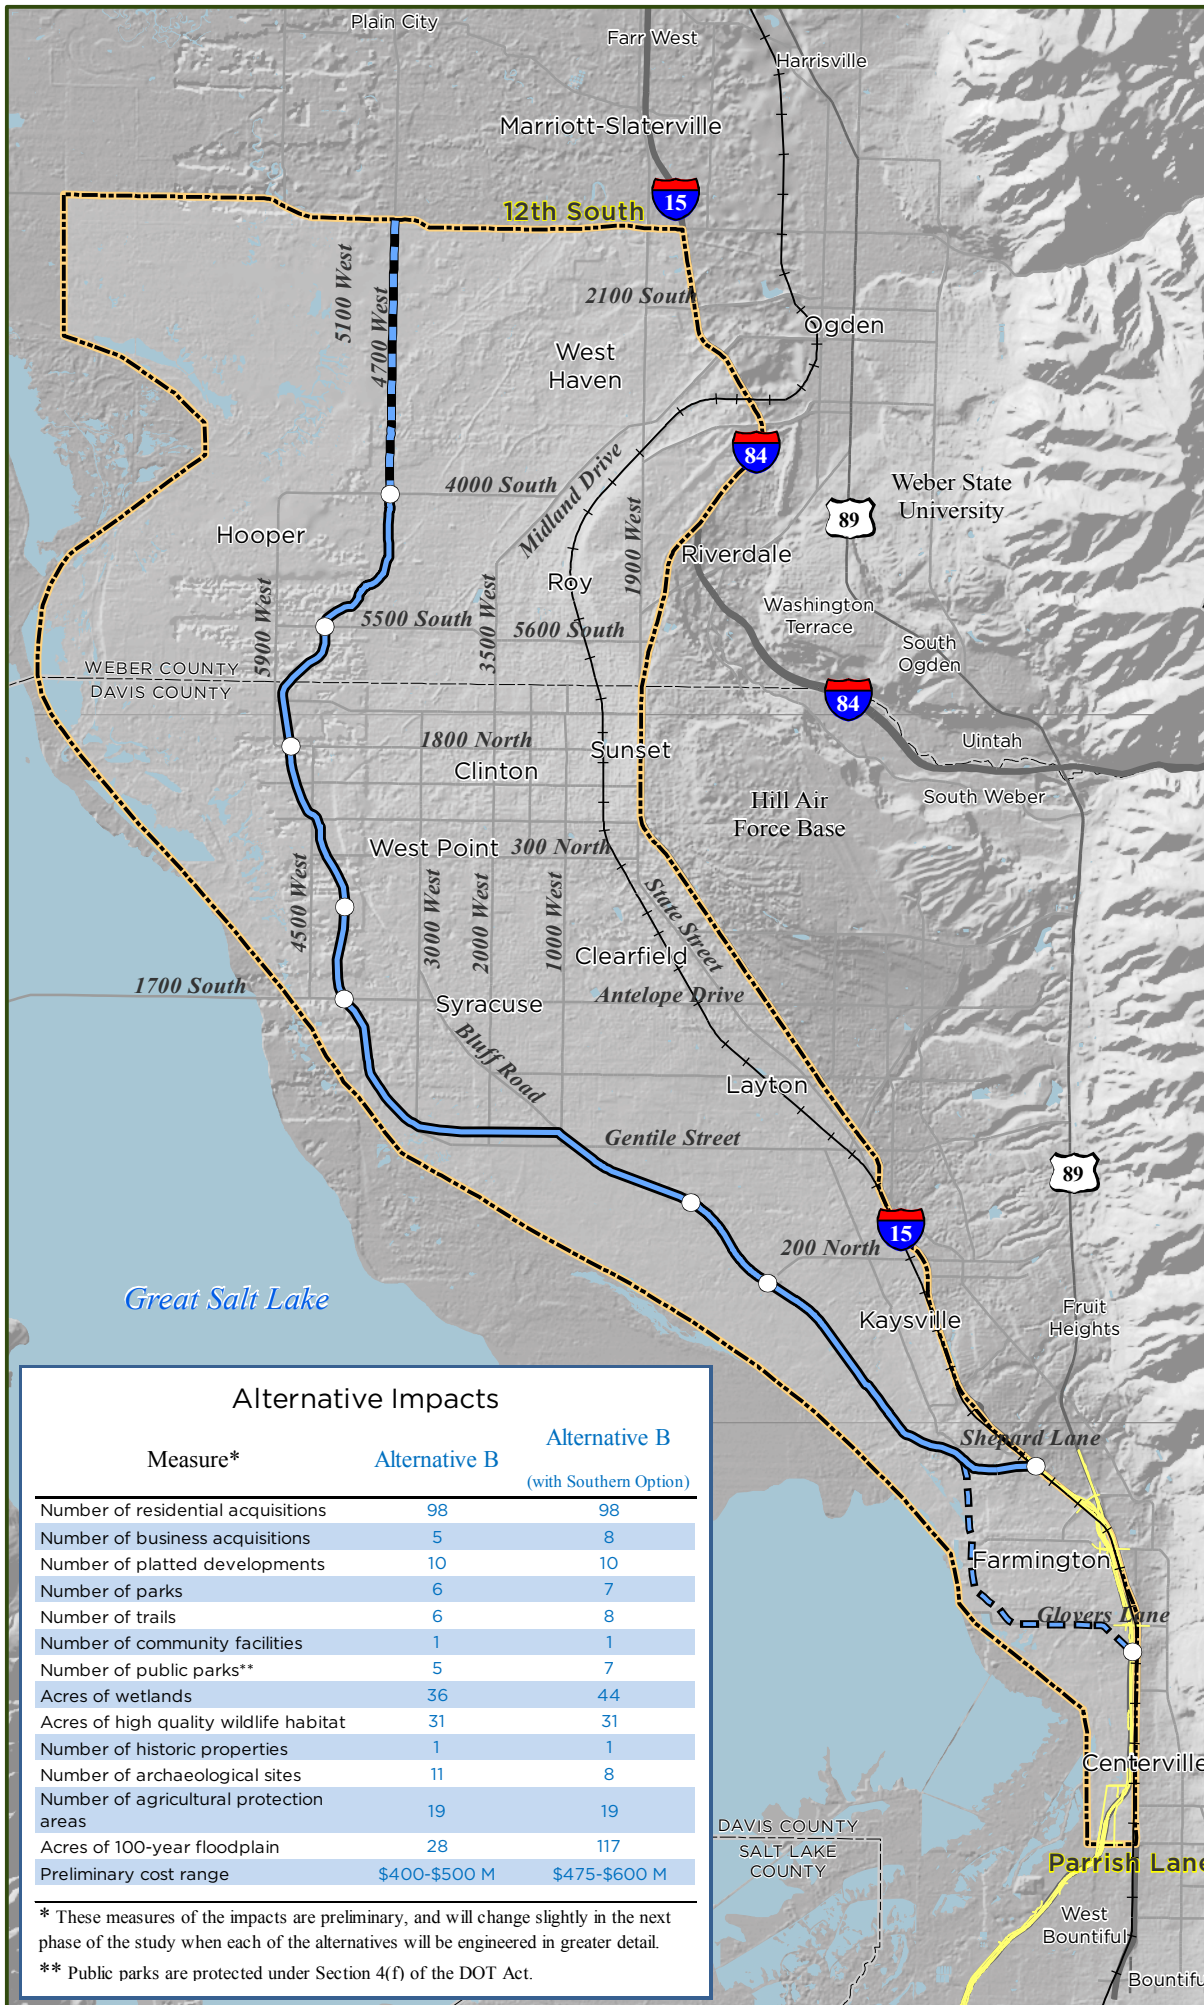 Plain City
Farr West
Harrisville
Marriott-Slaterville
15
12th South
5100 West
4700 West
2100 South
Ogden
West
Haven
84
Midland Drive
4000 South
Weber State
University
89
Hooper
1900 West
Riverdale
Roy
5900 West
3500 West
5500 South
5600 South
Washington
Terrace
South
Ogden
WEBER COUNTY
DAVIS COUNTY
84
1800 North
Sunset
Uintah
Clinton
South Weber
Hill Air
Force Base
West Point
300 North
4500 West
3000 West
2000 West
1000 West
State Street
Clearfield
1700 South
Syracuse
Antelope Drive
Bluff Road
Layton
Gentile Street
89
15
200 North
Great Salt Lake
Kaysville
Fruit
Heights
Shepard Lane
Farmington
Glovers Lane
Centerville
DAVIS COUNTY
SALT LAKE
COUNTY
Parrish Lane
West
Bountiful
Bountifu
Alternative Impacts
Measure* Alternative B Alternative B
(with Southern Option)
Number of residential acquisitions 98 98
Number of business acquisitions 5 8
Number of platted developments 10 10
Number of parks 6 7
Number of trails 6 8
Number of community facilities 1 1
Number of public parks** 5 7
Acres of wetlands 36 44
Acres of high quality wildlife habitat 31 31
Number of historic properties 1 1
Number of archaeological sites 11 8
Number of agricultural protection
areas 19 19
Acres of 100-year floodplain 28 117
Preliminary cost range $400-$500 M $475-$600 M
* These measures of the impacts are preliminary, and will change slightly in the next
phase of the study when each of the alternatives will be engineered in greater detail.
** Public parks are protected under Section 4(f) of the DOT Act.